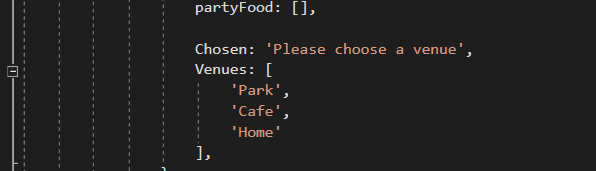 partyFood: [],
Chosen: 'Please choose a venue',
Venues: [
'Park',
'Cafe',
'Home'
],